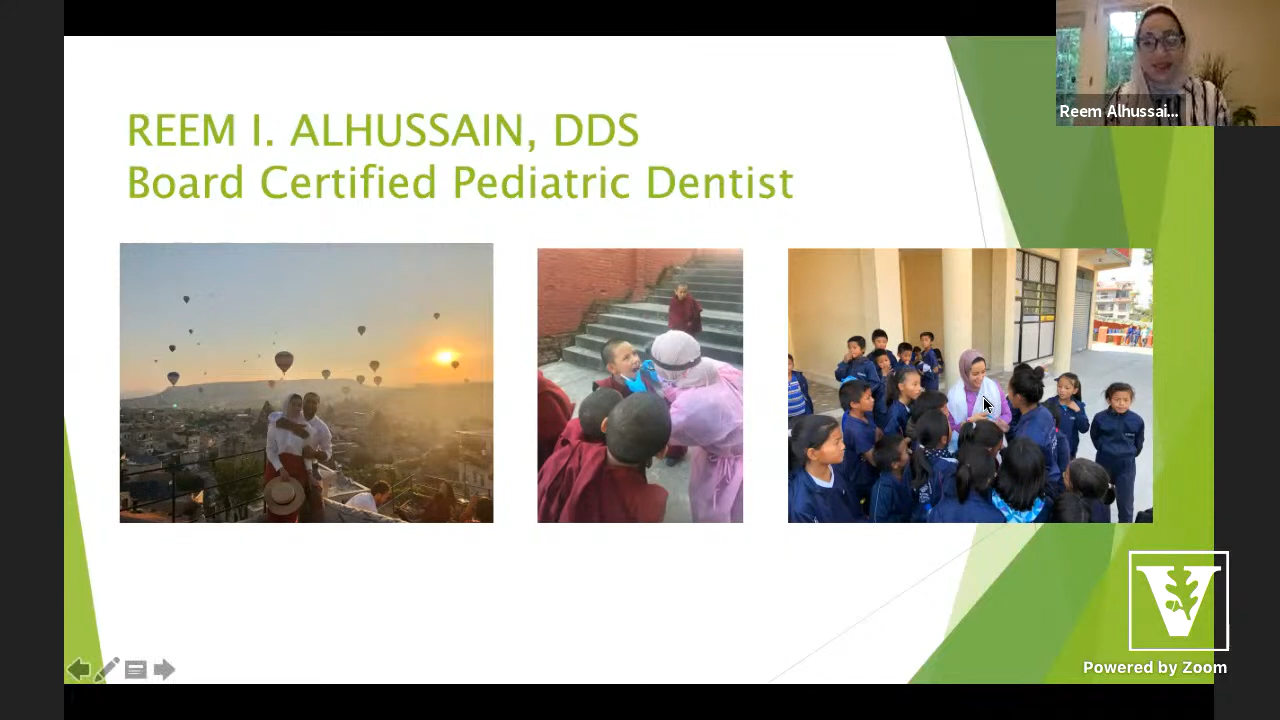 REEM I. ALHUSSAIN, DDS
Board Certified Pediatric Dentist
Reem Alhussai...
V
Powered by Zoom